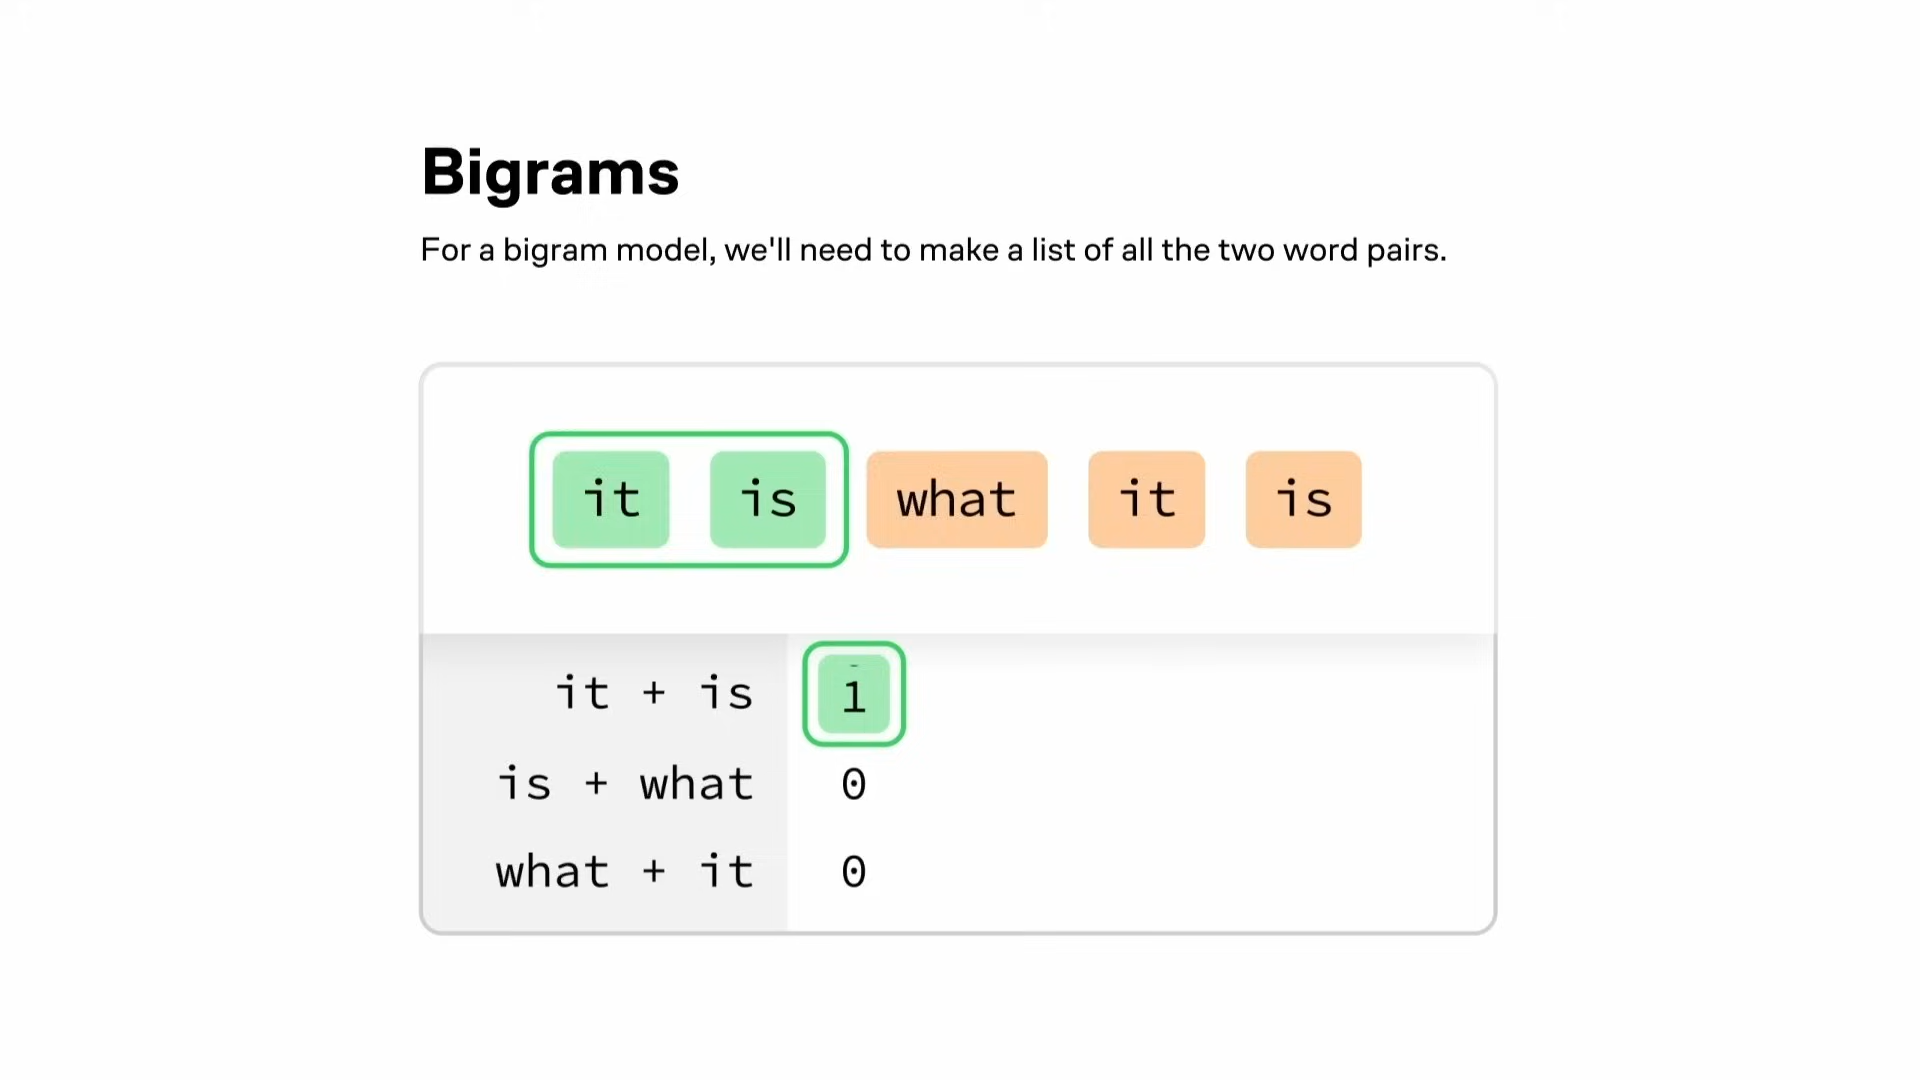 Bigrams
For a bigram model, we'll need to make a list of all the two word pairs.
it is what it is
it + is 1
is + what 0
what + it 0